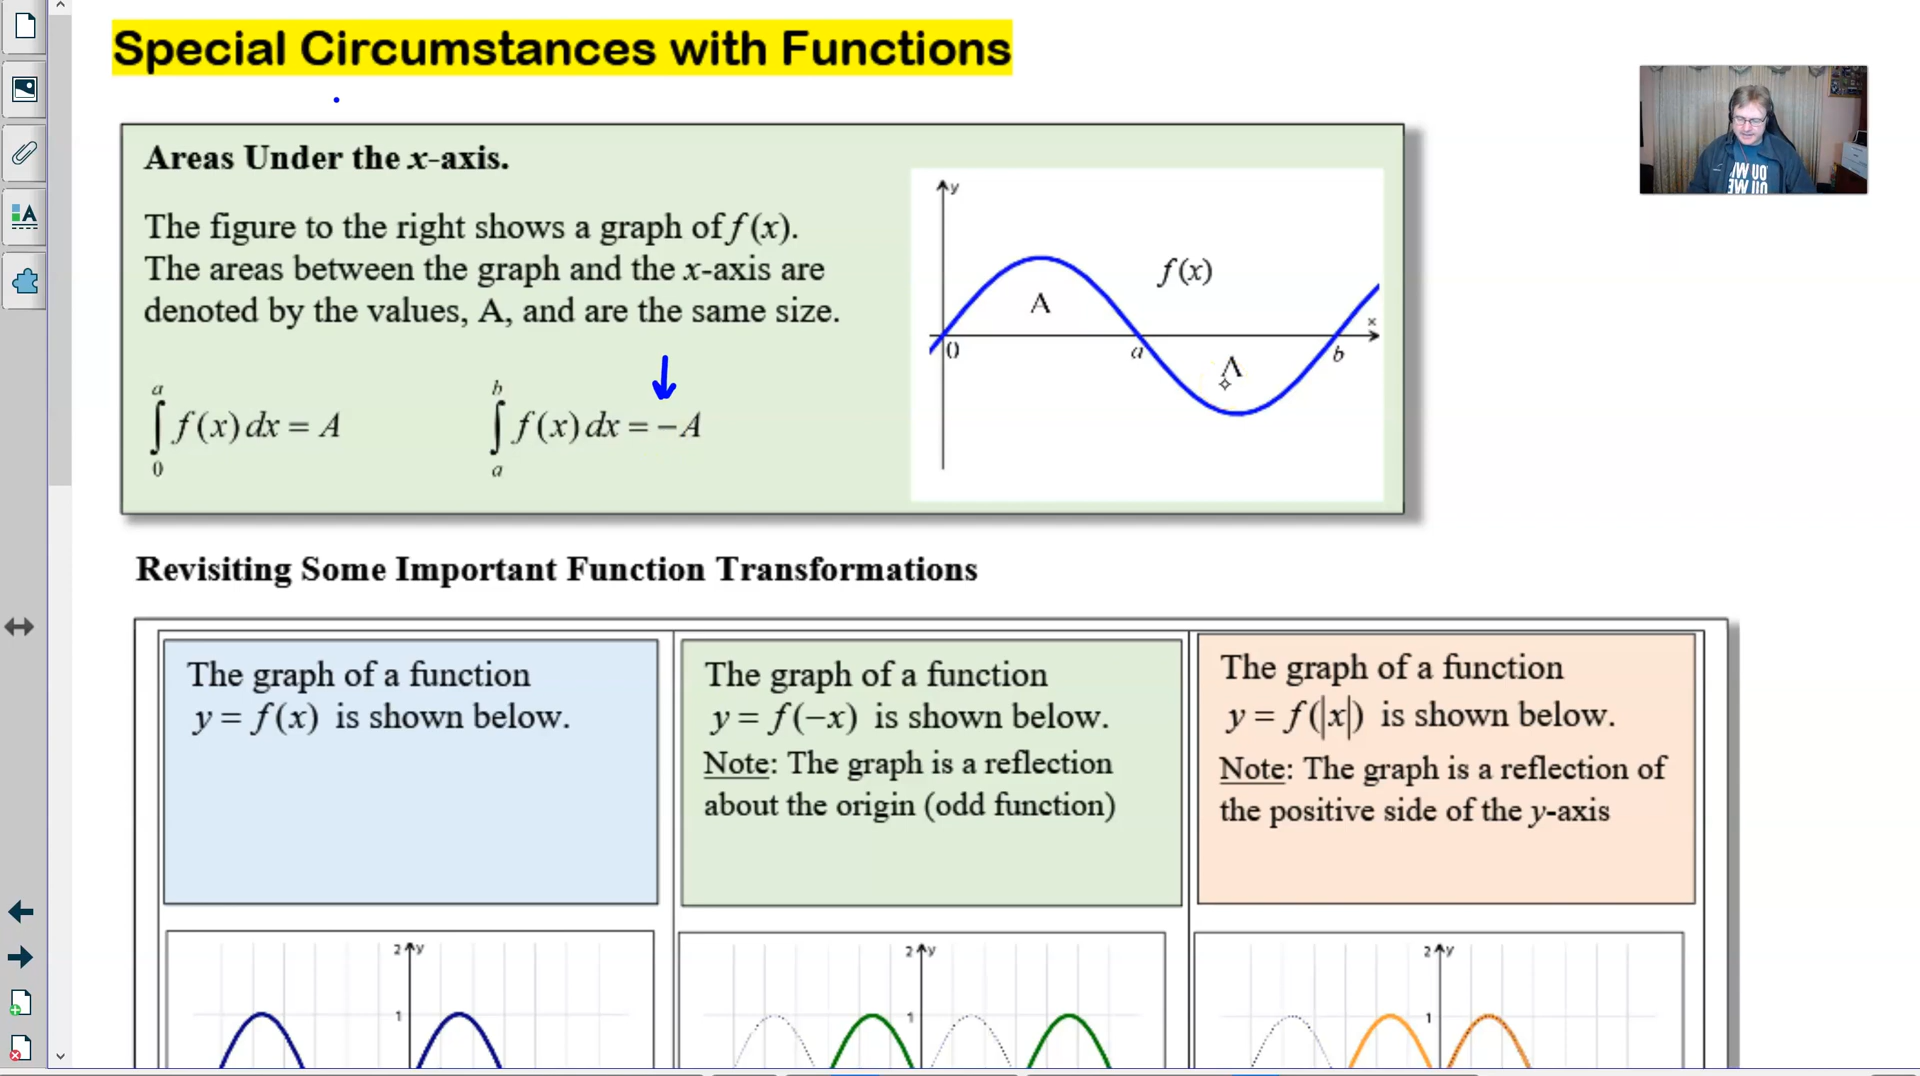 Special Circumstances with Functions
Areas Under the x-axis.
The figure to the right shows a graph of f(x).
The areas between the graph and the x-axis are
denoted by the values, A, and are the same size.
∫₀ᵃ f(x) dx = A
∫ₐᵇ f(x) dx = −A
y
f(x)
A
x
0
a
A
b
Revisiting Some Important Function Transformations
The graph of a function
y = f(x) is shown below.
The graph of a function
y = f(−x) is shown below.
Note: The graph is a reflection
about the origin (odd function)
The graph of a function
y = f(|x|) is shown below.
Note: The graph is a reflection of
the positive side of the y-axis
2 y
1
2 y
1
2 y
1